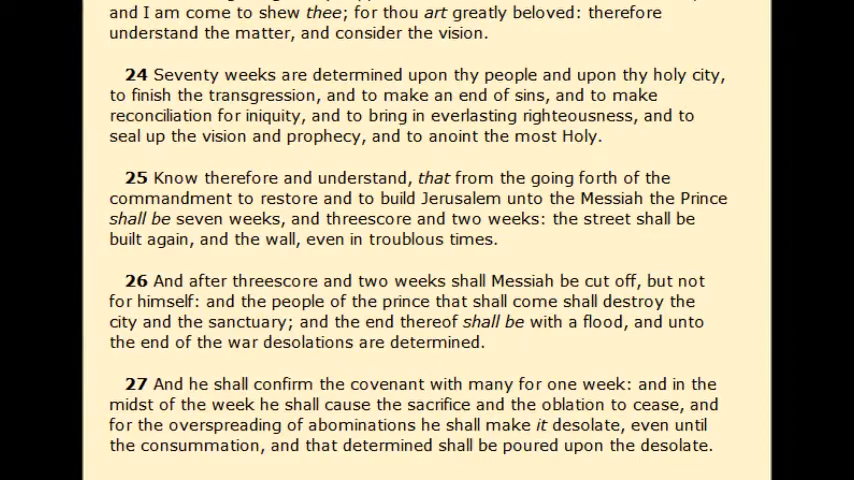 and I am come to shew thee; for thou art greatly beloved: therefore
understand the matter, and consider the vision.
24 Seventy weeks are determined upon thy people and upon thy holy city,
to finish the transgression, and to make an end of sins, and to make
reconciliation for iniquity, and to bring in everlasting righteousness, and to
seal up the vision and prophecy, and to anoint the most Holy.
25 Know therefore and understand, that from the going forth of the
commandment to restore and to build Jerusalem unto the Messiah the Prince
shall be seven weeks, and threescore and two weeks: the street shall be
built again, and the wall, even in troublous times.
26 And after threescore and two weeks shall Messiah be cut off, but not
for himself: and the people of the prince that shall come shall destroy the
city and the sanctuary; and the end thereof shall be with a flood, and unto
the end of the war desolations are determined.
27 And he shall confirm the covenant with many for one week: and in the
midst of the week he shall cause the sacrifice and the oblation to cease, and
for the overspreading of abominations he shall make it desolate, even until
the consummation, and that determined shall be poured upon the desolate.